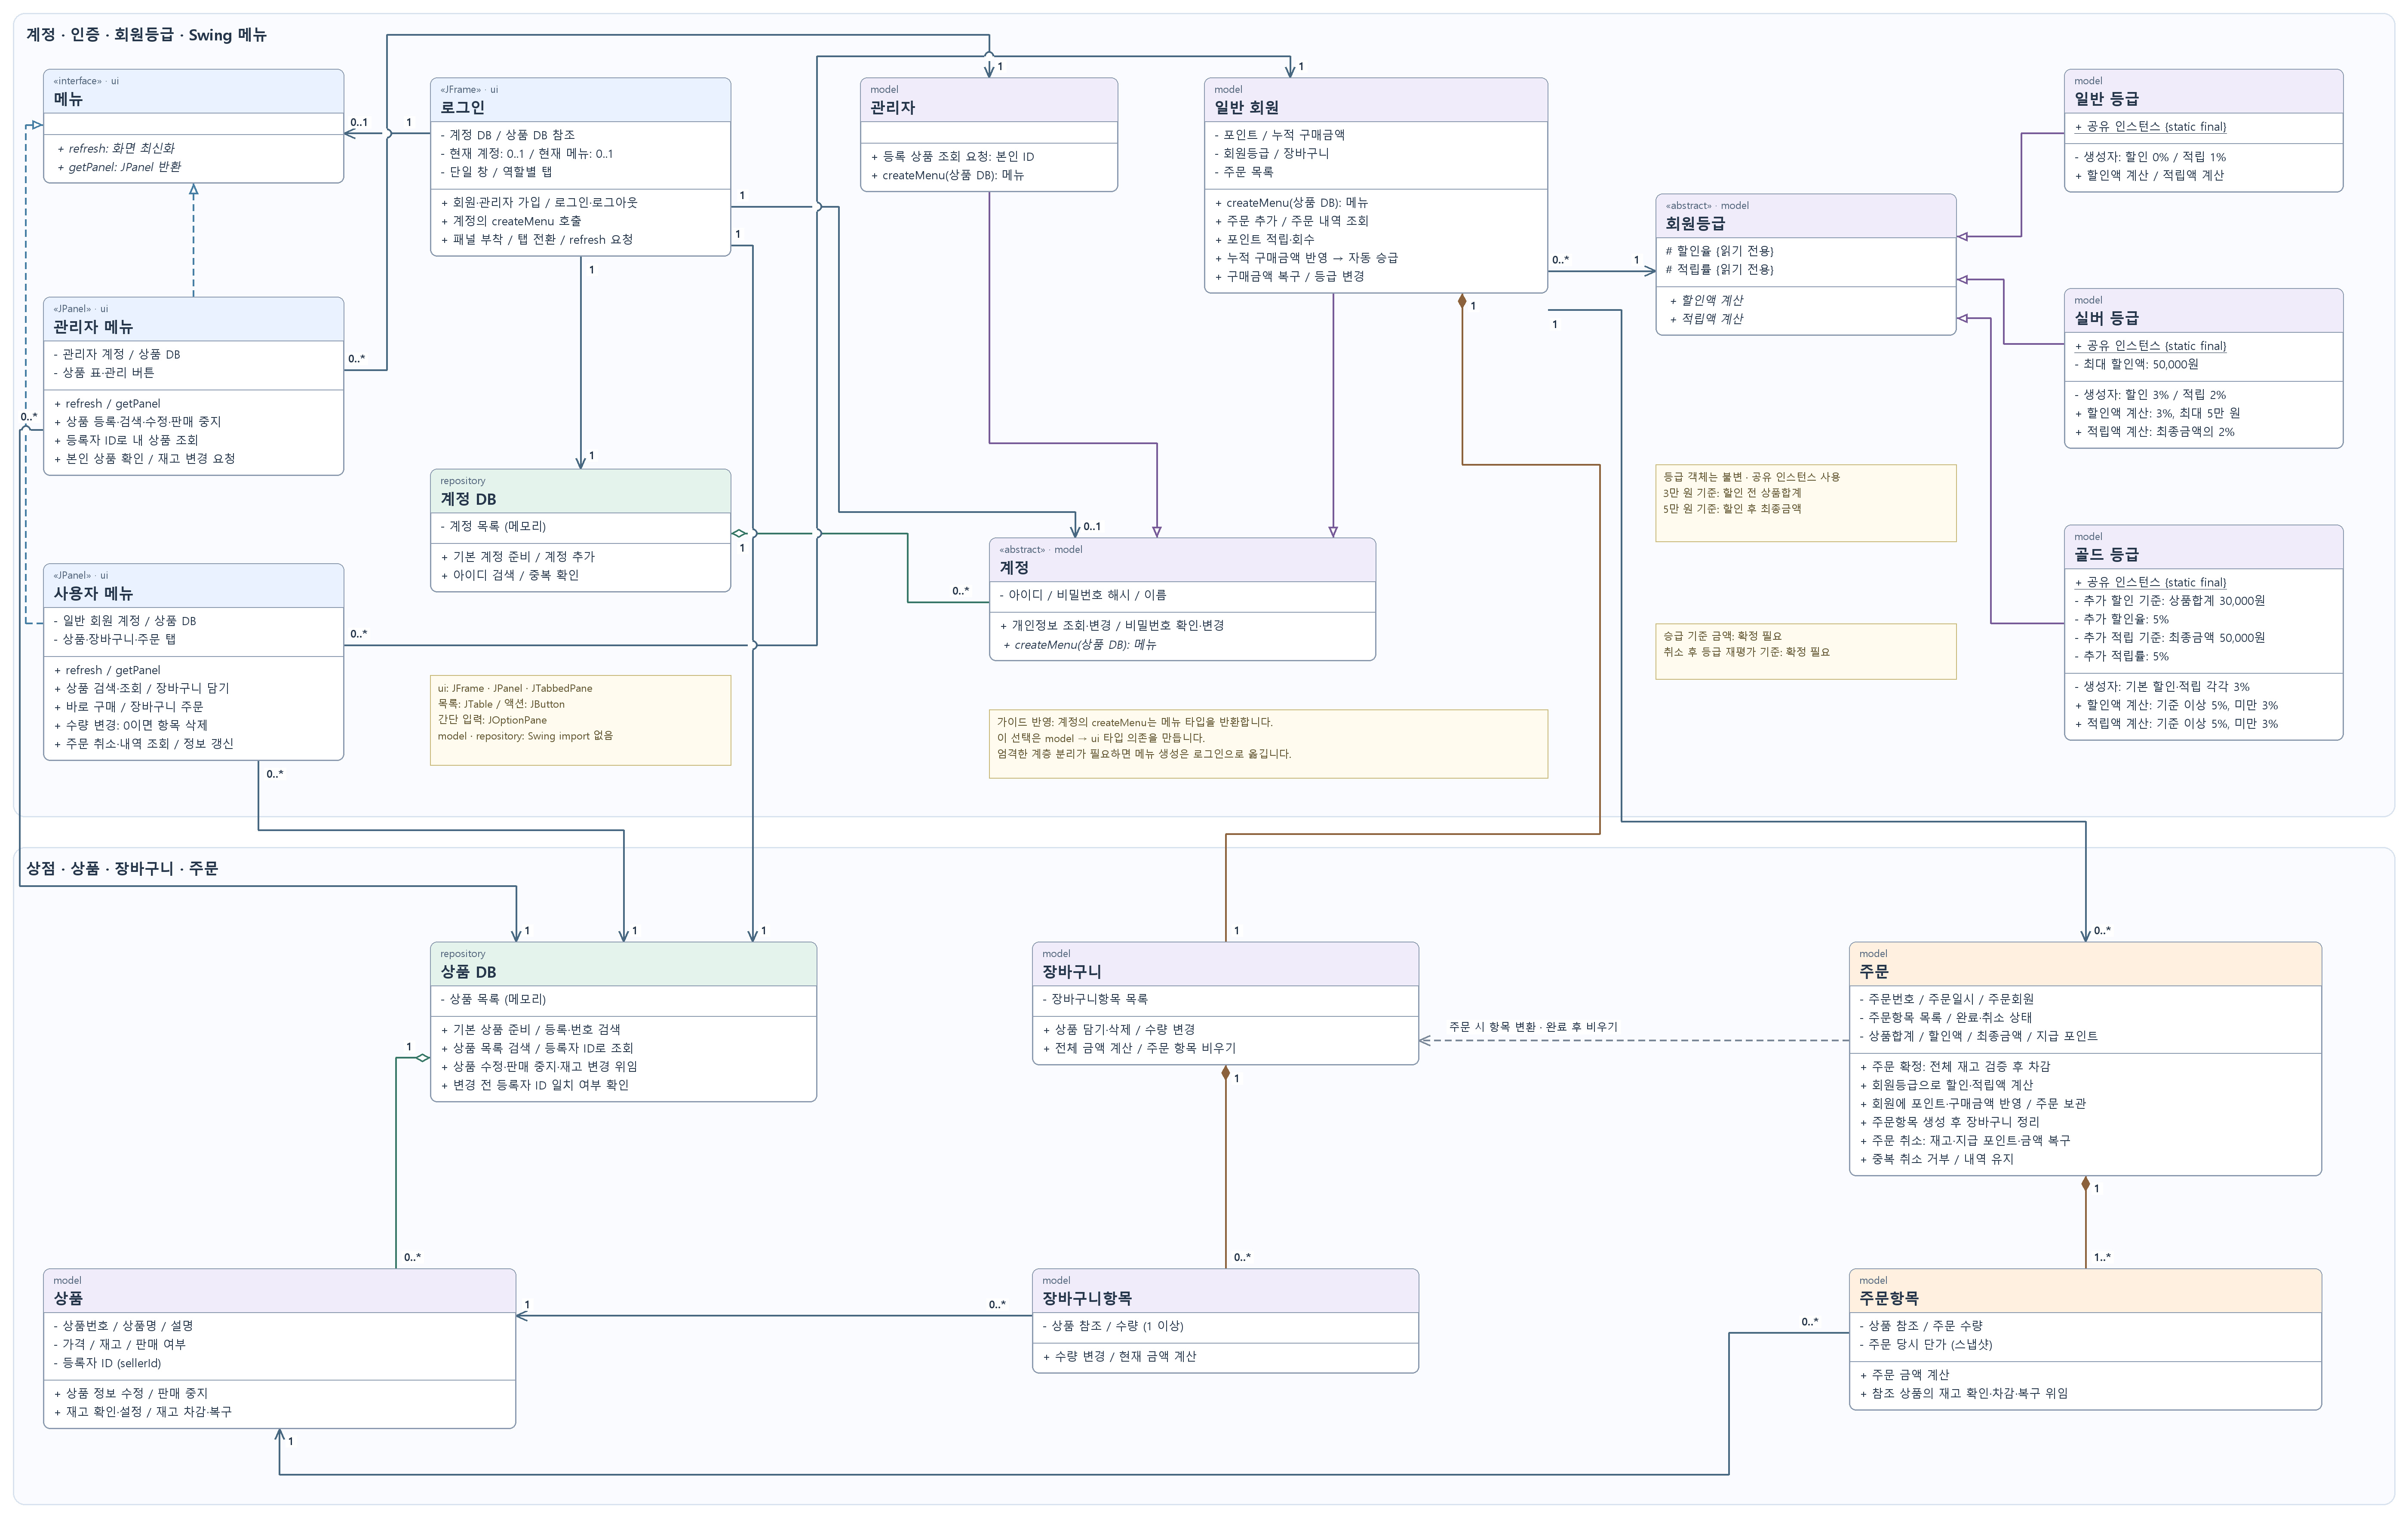 계정 · 인증 · 회원등급 · Swing 메뉴
«interface» · ui
메뉴
+ refresh: 화면 최신화
+ getPanel: JPanel 반환
0..1
1
«JFrame» · ui
로그인
- 계정 DB / 상품 DB 참조
- 현재 계정: 0..1 / 현재 메뉴: 0..1
- 단일 창 / 역할별 탭
+ 회원·관리자 가입 / 로그인·로그아웃
+ 계정의 createMenu 호출
+ 패널 부착 / 탭 전환 / refresh 요청
1
1
1
1
model
관리자
+ 등록 상품 조회 요청: 본인 ID
+ createMenu(상품 DB): 메뉴
1
model
일반 회원
- 포인트 / 누적 구매금액
- 회원등급 / 장바구니
- 주문 목록
+ createMenu(상품 DB): 메뉴
+ 주문 추가 / 주문 내역 조회
+ 포인트 적립·회수
+ 누적 구매금액 반영 → 자동 승급
+ 구매금액 복구 / 등급 변경
0..*
1
1
1
«abstract» · model
회원등급
# 할인율 {읽기 전용}
# 적립률 {읽기 전용}
+ 할인액 계산
+ 적립액 계산
model
일반 등급
+ 공유 인스턴스 {static final}
- 생성자: 할인 0% / 적립 1%
+ 할인액 계산 / 적립액 계산
model
실버 등급
+ 공유 인스턴스 {static final}
- 최대 할인액: 50,000원
- 생성자: 할인 3% / 적립 2%
+ 할인액 계산: 3%, 최대 5만 원
+ 적립액 계산: 최종금액의 2%
model
골드 등급
+ 공유 인스턴스 {static final}
- 추가 할인 기준: 상품합계 30,000원
- 추가 할인율: 5%
- 추가 적립 기준: 최종금액 50,000원
- 추가 적립률: 5%
- 생성자: 기본 할인·적립 각각 3%
+ 할인액 계산: 기준 이상 5%, 미만 3%
+ 적립액 계산: 기준 이상 5%, 미만 3%
«JPanel» · ui
관리자 메뉴
- 관리자 계정 / 상품 DB
- 상품 표·관리 버튼
+ refresh / getPanel
+ 상품 등록·검색·수정·판매 중지
+ 등록자 ID로 내 상품 조회
+ 본인 상품 확인 / 재고 변경 요청
0..*
0..*
repository
계정 DB
- 계정 목록 (메모리)
+ 기본 계정 준비 / 계정 추가
+ 아이디 검색 / 중복 확인
1
0..*
0..1
«abstract» · model
계정
- 아이디 / 비밀번호 해시 / 이름
+ 개인정보 조회·변경 / 비밀번호 확인·변경
+ createMenu(상품 DB): 메뉴
등급 객체는 불변 · 공유 인스턴스 사용
3만 원 기준: 할인 전 상품합계
5만 원 기준: 할인 후 최종금액
승급 기준 금액: 확정 필요
취소 후 등급 재평가 기준: 확정 필요
«JPanel» · ui
사용자 메뉴
- 일반 회원 계정 / 상품 DB
- 상품·장바구니·주문 탭
+ refresh / getPanel
+ 상품 검색·조회 / 장바구니 담기
+ 바로 구매 / 장바구니 주문
+ 수량 변경: 0이면 항목 삭제
+ 주문 취소·내역 조회 / 정보 갱신
0..*
0..*
ui: JFrame · JPanel · JTabbedPane
목록: JTable / 액션: JButton
간단 입력: JOptionPane
model · repository: Swing import 없음
가이드 반영: 계정의 createMenu는 메뉴 타입을 반환합니다.
이 선택은 model → ui 타입 의존을 만듭니다.
엄격한 계층 분리가 필요하면 메뉴 생성은 로그인으로 옮깁니다.
상점 · 상품 · 장바구니 · 주문
1
1
1
repository
상품 DB
- 상품 목록 (메모리)
+ 기본 상품 준비 / 등록·번호 검색
+ 상품 목록 검색 / 등록자 ID로 조회
+ 상품 수정·판매 중지·재고 변경 위임
+ 변경 전 등록자 ID 일치 여부 확인
1
0..*
1
model
장바구니
- 장바구니항목 목록
+ 상품 담기·삭제 / 수량 변경
+ 전체 금액 계산 / 주문 항목 비우기
1
0..*
주문 시 항목 변환 · 완료 후 비우기
0..*
model
주문
- 주문번호 / 주문일시 / 주문회원
- 주문항목 목록 / 완료·취소 상태
- 상품합계 / 할인액 / 최종금액 / 지급 포인트
+ 주문 확정: 전체 재고 검증 후 차감
+ 회원등급으로 할인·적립액 계산
+ 회원에 포인트·구매금액 반영 / 주문 보관
+ 주문항목 생성 후 장바구니 정리
+ 주문 취소: 재고·지급 포인트·금액 복구
+ 중복 취소 거부 / 내역 유지
1
1..*
model
상품
- 상품번호 / 상품명 / 설명
- 가격 / 재고 / 판매 여부
- 등록자 ID (sellerId)
+ 상품 정보 수정 / 판매 중지
+ 재고 확인·설정 / 재고 차감·복구
1
1
0..*
model
장바구니항목
- 상품 참조 / 수량 (1 이상)
+ 수량 변경 / 현재 금액 계산
0..*
model
주문항목
- 상품 참조 / 주문 수량
- 주문 당시 단가 (스냅샷)
+ 주문 금액 계산
+ 참조 상품의 재고 확인·차감·복구 위임